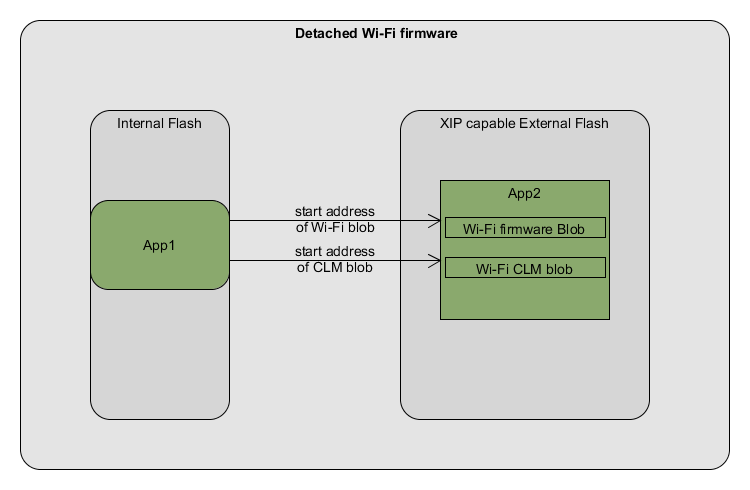 Detached Wi-Fi firmware
Internal Flash
XIP capable External Flash
App1
start address
of Wi-Fi blob
start address
of CLM blob
App2
Wi-Fi firmware Blob
Wi-Fi CLM blob